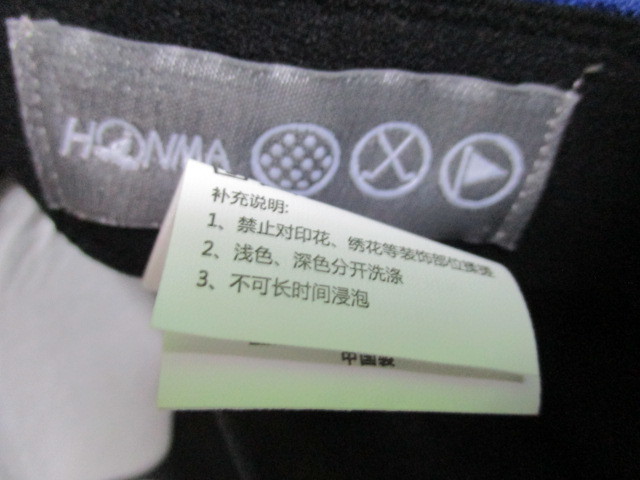 HONMA
补充说明:
1、禁止对印花、绣花等装饰部位揉搓
2、浅色、深色分开洗涤
3、不可长时间浸泡
中国製